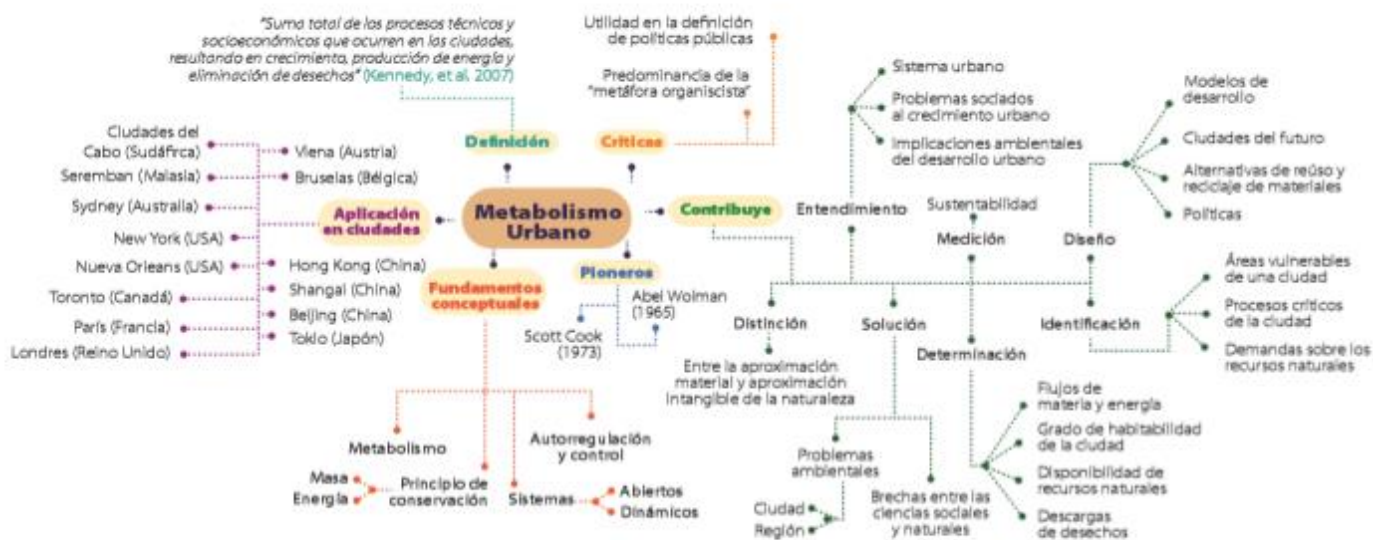 "Suma total de los procesos técnicos y
socioeconómicos que ocurren en las ciudades,
resultando en crecimiento, producción de energía y
eliminación de desechos" (Kennedy, et al. 2007)
Definición
Críticas
Utilidad en la definición
de políticas públicas
Predominancia de la
"metáfora organiscista"
Metabolismo
Urbano
Aplicación
en ciudades
Ciudades del
Cabo (Sudáfirca)
Seremban (Malasia)
Sydney (Australia)
New York (USA)
Nueva Orleans (USA)
Toronto (Canadá)
París (Francia)
Londres (Reino Unido)
Viena (Austria)
Bruselas (Bélgica)
Hong Kong (China)
Shangai (China)
Beijing (China)
Tokio (Japón)
Fundamentos
conceptuales
Metabolismo
Principio de
conservación
Masa
Energía
Sistemas
Abiertos
Dinámicos
Autorregulación
y control
Pioneros
Abel Wolman
(1965)
Scott Cook
(1973)
Contribuye
Entendimiento
Sistema urbano
Problemas sociados
al crecimiento urbano
Implicaciones ambientales
del desarrollo urbano
Sustentabilidad
Medición
Diseño
Modelos de
desarrollo
Ciudades del futuro
Alternativas de reúso y
reciclaje de materiales
Políticas
Distinción
Entre la aproximación
material y aproximación
intangible de la naturaleza
Solución
Problemas
ambientales
Ciudad
Región
Brechas entre las
ciencias sociales
y naturales
Determinación
Flujos de
materia y energía
Grado de habitabilidad
de la ciudad
Disponibilidad de
recursos naturales
Descargas
de desechos
Identificación
Áreas vulnerables
de una ciudad
Procesos críticos
de la ciudad
Demandas sobre los
recursos naturales